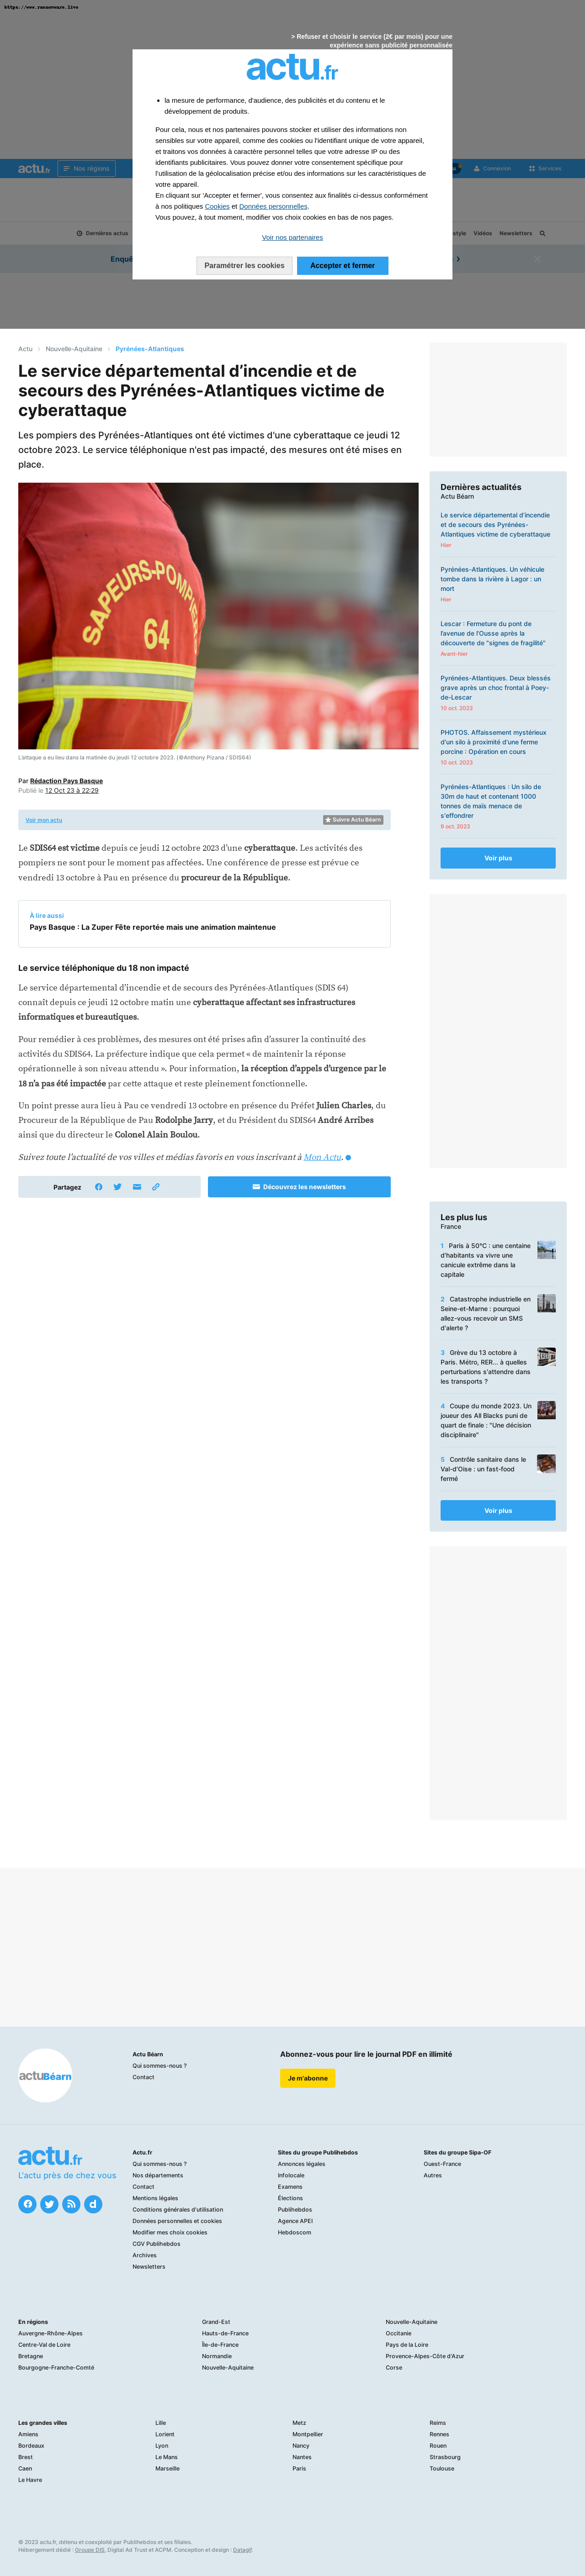 https://www.ransomware.live
> Refuser et choisir le service (2€ par mois) pour une
expérience sans publicité personnalisée
actu.fr
• la mesure de performance, d'audience, des publicités et du contenu et le
développement de produits.
Pour cela, nous et nos partenaires pouvons stocker et utiliser des informations non
sensibles sur votre appareil, comme des cookies ou l'identifiant unique de votre appareil,
et traitons vos données à caractère personnel telles que votre adresse IP ou des
identifiants publicitaires. Vous pouvez donner votre consentement spécifique pour
l'utilisation de la géolocalisation précise et/ou des informations sur les caractéristiques de
votre appareil.
En cliquant sur 'Accepter et fermer', vous consentez aux finalités ci-dessus conformément
à nos politiques Cookies et Données personnelles.
Vous pouvez, à tout moment, modifier vos choix cookies en bas de nos pages.
Voir nos partenaires
Paramétrer les cookies
Accepter et fermer
actu.fr
Nos régions
Connexion
Services
Dernières actus
style
Vidéos
Newsletters
Enquê
Actu > Nouvelle-Aquitaine > Pyrénées-Atlantiques
Le service départemental d’incendie et de
secours des Pyrénées-Atlantiques victime de
cyberattaque
Les pompiers des Pyrénées-Atlantiques ont été victimes d'une cyberattaque ce jeudi 12
octobre 2023. Le service téléphonique n'est pas impacté, des mesures ont été mises en
place.
SAPEURS-POMPIERS
64
L'attaque a eu lieu dans la matinée du jeudi 12 octobre 2023. (©Anthony Pizana / SDIS64)
Par Rédaction Pays Basque
Publié le 12 Oct 23 à 22:29
Voir mon actu
Suivre Actu Béarn
Le SDIS64 est victime depuis ce jeudi 12 octobre 2023 d’une cyberattaque. Les activités des
pompiers ne sont pour le moment pas affectées. Une conférence de presse est prévue ce
vendredi 13 octobre à Pau en présence du procureur de la République.
À lire aussi
Pays Basque : La Zuper Fête reportée mais une animation maintenue
Le service téléphonique du 18 non impacté
Le service départemental d’incendie et de secours des Pyrénées-Atlantiques (SDIS 64)
connaît depuis ce jeudi 12 octobre matin une cyberattaque affectant ses infrastructures
informatiques et bureautiques.
Pour remédier à ces problèmes, des mesures ont été prises afin d’assurer la continuité des
activités du SDIS64. La préfecture indique que cela permet « de maintenir la réponse
opérationnelle à son niveau attendu ». Pour information, la réception d’appels d’urgence par le
18 n’a pas été impactée par cette attaque et reste pleinement fonctionnelle.
Un point presse aura lieu à Pau ce vendredi 13 octobre en présence du Préfet Julien Charles, du
Procureur de la République de Pau Rodolphe Jarry, et du Président du SDIS64 André Arribes
ainsi que du directeur le Colonel Alain Boulou.
Suivez toute l’actualité de vos villes et médias favoris en vous inscrivant à Mon Actu.
Partagez
Découvrez les newsletters
Dernières actualités
Actu Béarn
Le service départemental d’incendie
et de secours des Pyrénées-
Atlantiques victime de cyberattaque
Hier
Pyrénées-Atlantiques. Un véhicule
tombe dans la rivière à Lagor : un
mort
Hier
Lescar : Fermeture du pont de
l’avenue de l’Ousse après la
découverte de "signes de fragilité"
Avant-hier
Pyrénées-Atlantiques. Deux blessés
grave après un choc frontal à Poey-
de-Lescar
10 oct. 2023
PHOTOS. Affaissement mystérieux
d’un silo à proximité d’une ferme
porcine : Opération en cours
10 oct. 2023
Pyrénées-Atlantiques : Un silo de
30m de haut et contenant 1000
tonnes de maïs menace de
s'effondrer
9 oct. 2023
Voir plus
Les plus lus
France
1 Paris à 50°C : une centaine
d'habitants va vivre une
canicule extrême dans la
capitale
2 Catastrophe industrielle en
Seine-et-Marne : pourquoi
allez-vous recevoir un SMS
d'alerte ?
3 Grève du 13 octobre à
Paris. Métro, RER... à quelles
perturbations s'attendre dans
les transports ?
4 Coupe du monde 2023. Un
joueur des All Blacks puni de
quart de finale : "Une décision
disciplinaire"
5 Contrôle sanitaire dans le
Val-d'Oise : un fast-food
fermé
Voir plus
actuBéarn
Actu Béarn
Qui sommes-nous ?
Contact
Abonnez-vous pour lire le journal PDF en illimité
Je m'abonne
actu.fr
L'actu près de chez vous
Actu.fr
Qui sommes-nous ?
Nos départements
Contact
Mentions légales
Conditions générales d'utilisation
Données personnelles et cookies
Modifier mes choix cookies
CGV Publihebdos
Archives
Newsletters
Sites du groupe Publihebdos
Annonces légales
Infolocale
Examens
Élections
Publihebdos
Agence APEI
Hebdoscom
Sites du groupe Sipa-OF
Ouest-France
Autres
En régions
Auvergne-Rhône-Alpes
Centre-Val de Loire
Bretagne
Bourgogne-Franche-Comté
Grand-Est
Hauts-de-France
Île-de-France
Normandie
Nouvelle-Aquitaine
Nouvelle-Aquitaine
Occitanie
Pays de la Loire
Provence-Alpes-Côte d'Azur
Corse
Les grandes villes
Amiens
Bordeaux
Brest
Caen
Le Havre
Lille
Lorient
Lyon
Le Mans
Marseille
Metz
Montpellier
Nancy
Nantes
Paris
Reims
Rennes
Rouen
Strasbourg
Toulouse
© 2023 actu.fr, détenu et coexploité par Publihebdos et ses filiales.
Hébergement dédié : Groupe DIS, Digital Ad Trust et ACPM. Conception et design : Datagif.